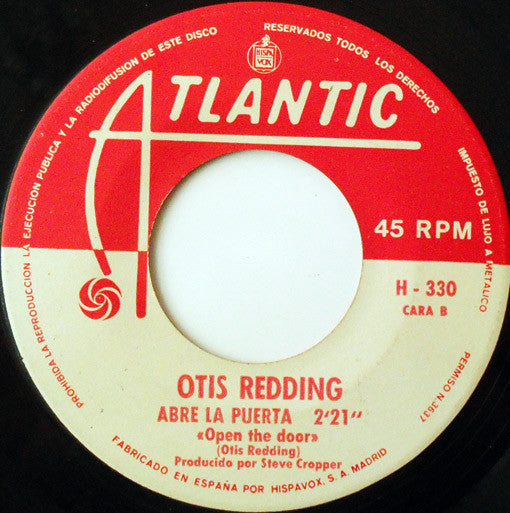 PROHIBIDA LA REPRODUCCION LA EJECUCION PUBLICA Y LA RADIODIFUSION DE ESTE DISCO
RESERVADOS TODOS LOS DERECHOS
IMPUESTO DE LUJO A METALICO
PERMISO N.3637
HISPA
VOX
ATLANTIC
45 RPM
H - 330
CARA B
OTIS REDDING
ABRE LA PUERTA 2'21"
«Open the door»
(Otis Redding)
Producido por Steve Cropper
FABRICADO EN ESPAÑA POR HISPAVOX, S. A. MADRID